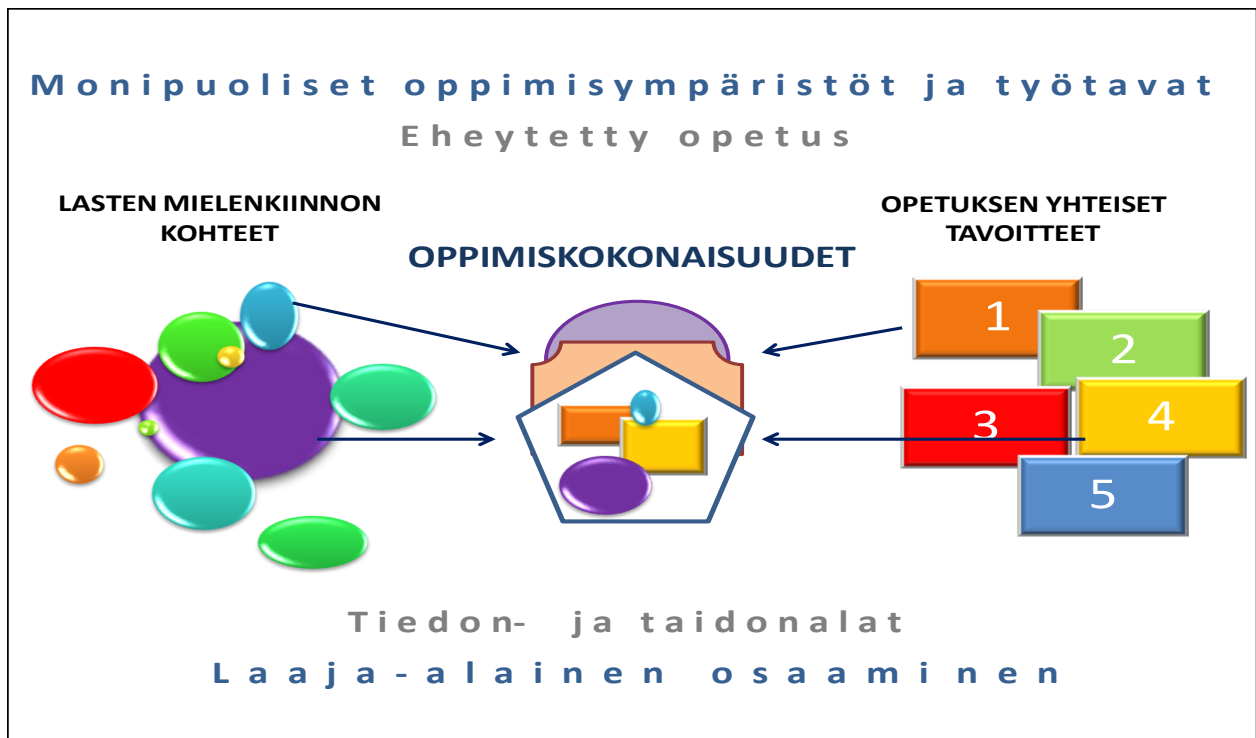 Monipuoliset oppimisympäristöt ja työtavat
Eheytetty opetus
LASTEN MIELENKIINNON
KOHTEET
OPPIMISKOKONAISUUDET
OPETUKSEN YHTEISET
TAVOITTEET
1
2
3
4
5
Tiedon- ja taidonalat
Laaja-alainen osaaminen